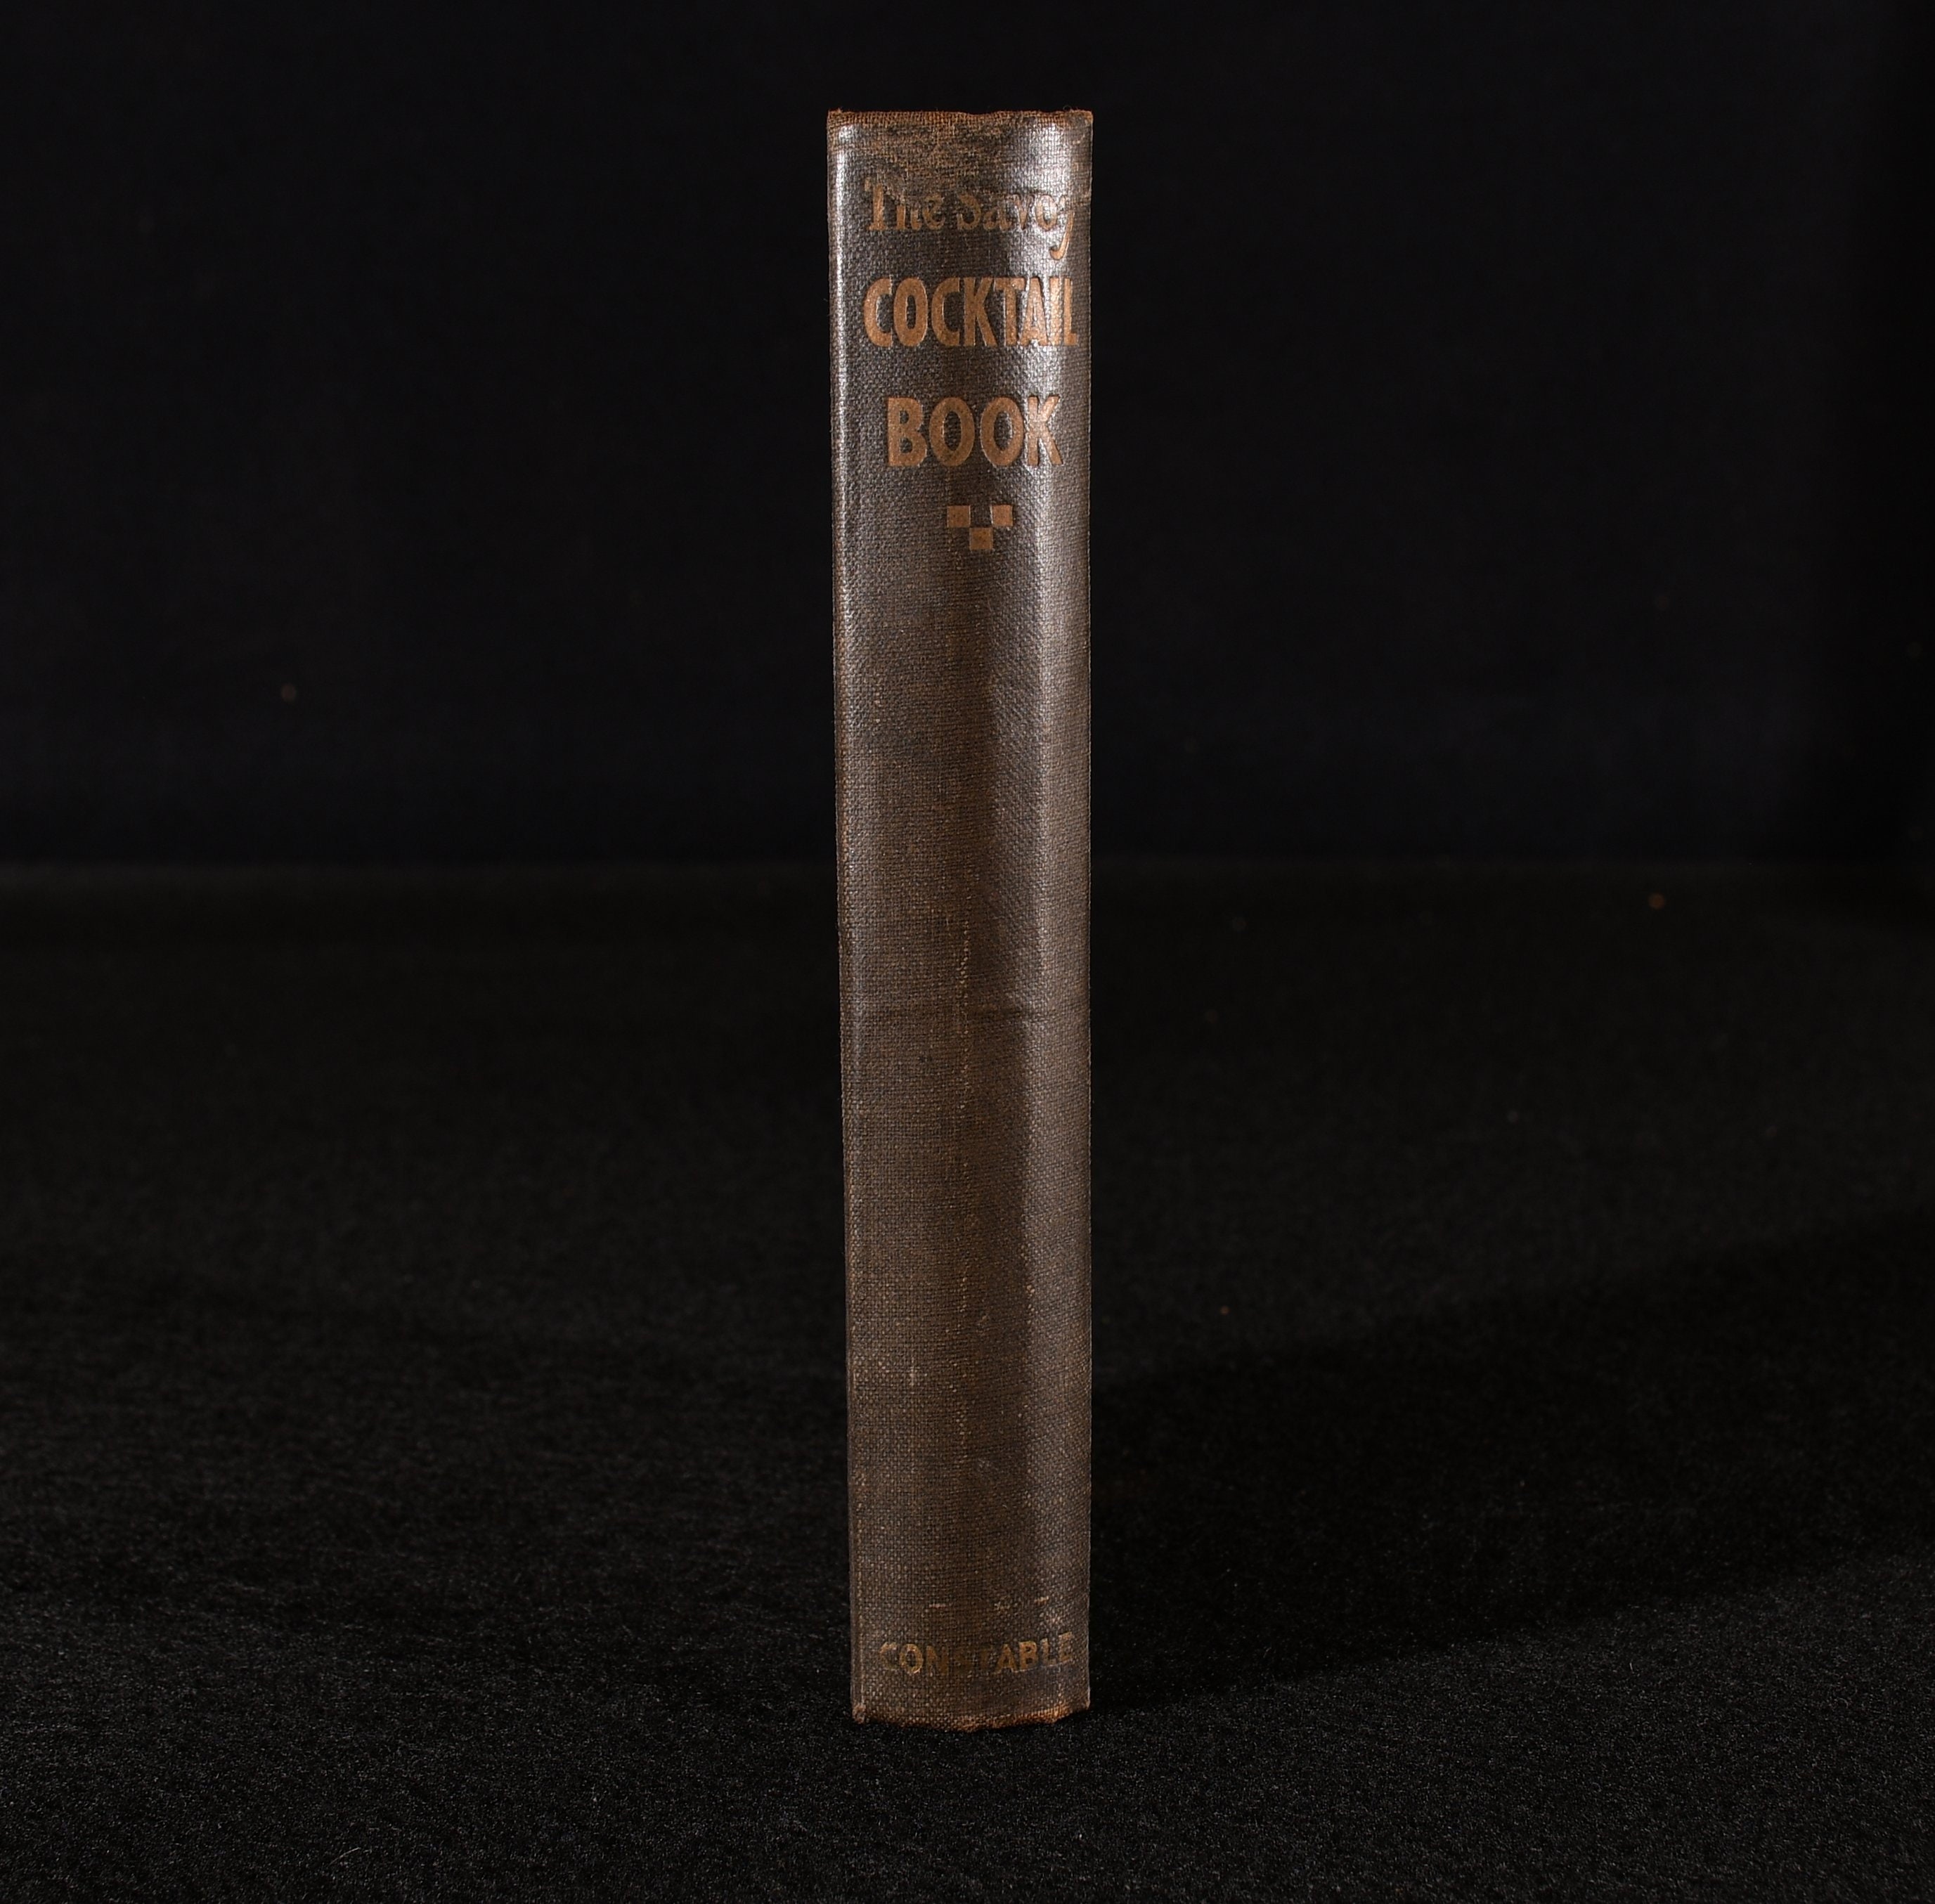 The Savoy
COCKTAIL
BOOK
CONSTABLE